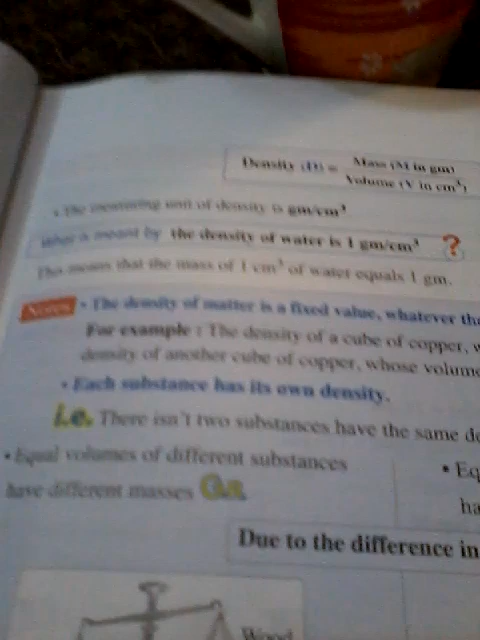 Density (D) = Mass (M in gm)
Volume (V in cm³)
• The measuring unit of density is gm/cm³
What is meant by the density of water is 1 gm/cm³ ?
This means that the mass of 1 cm³ of water equals 1 gm.
Notes • The density of matter is a fixed value, whatever
For example : The density of a cube of copper,
density of another cube of copper, whose
• Each substance has its own density.
i.e. There isn't two substances have the same
• Equal volumes of different substances
have different masses G.R.
• Eq
ha
Due to the difference in
Wood